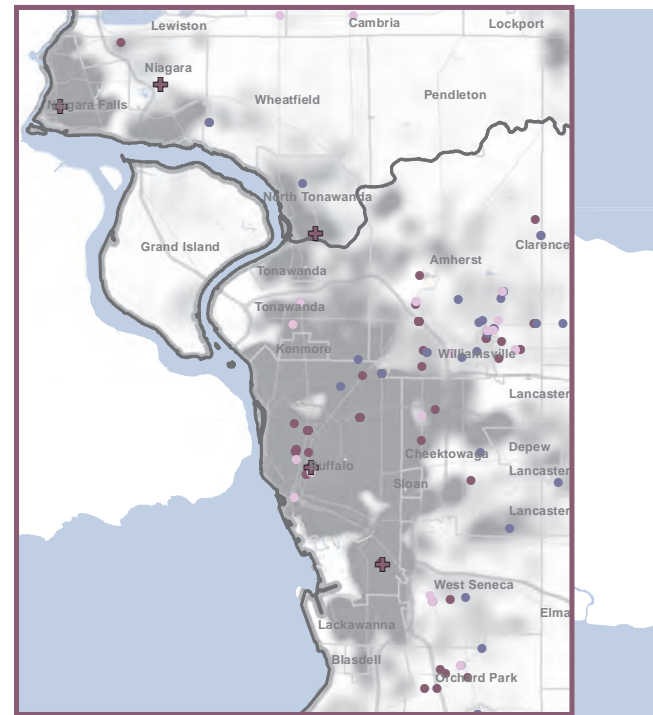 Lewiston
Cambria
Lockport
Niagara
Niagara Falls
Wheatfield
Pendleton
North Tonawanda
Grand Island
Clarence
Amherst
Tonawanda
Tonawanda
Kenmore
Williamsville
Lancaster
Depew
Cheektowaga
Buffalo
Lancaster
Sloan
Lancaster
West Seneca
Elma
Lackawanna
Blasdell
Orchard Park